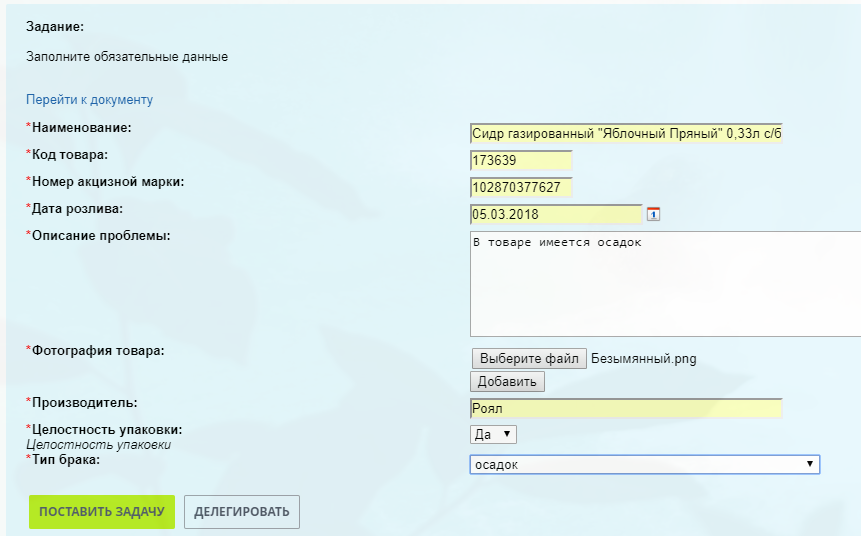 Задание:
Заполните обязательные данные
Перейти к документу
*Наименование: Сидр газированный "Яблочный Пряный" 0,33л с/б
*Код товара: 173639
*Номер акцизной марки: 102870377627
*Дата розлива: 05.03.2018 1
*Описание проблемы: В товаре имеется осадок
*Фотография товара: Выберите файл Безымянный.png
Добавить
*Производитель: Роял
*Целостность упаковки: Да
Целостность упаковки
*Тип брака: осадок
ПОСТАВИТЬ ЗАДАЧУ ДЕЛЕГИРОВАТЬ